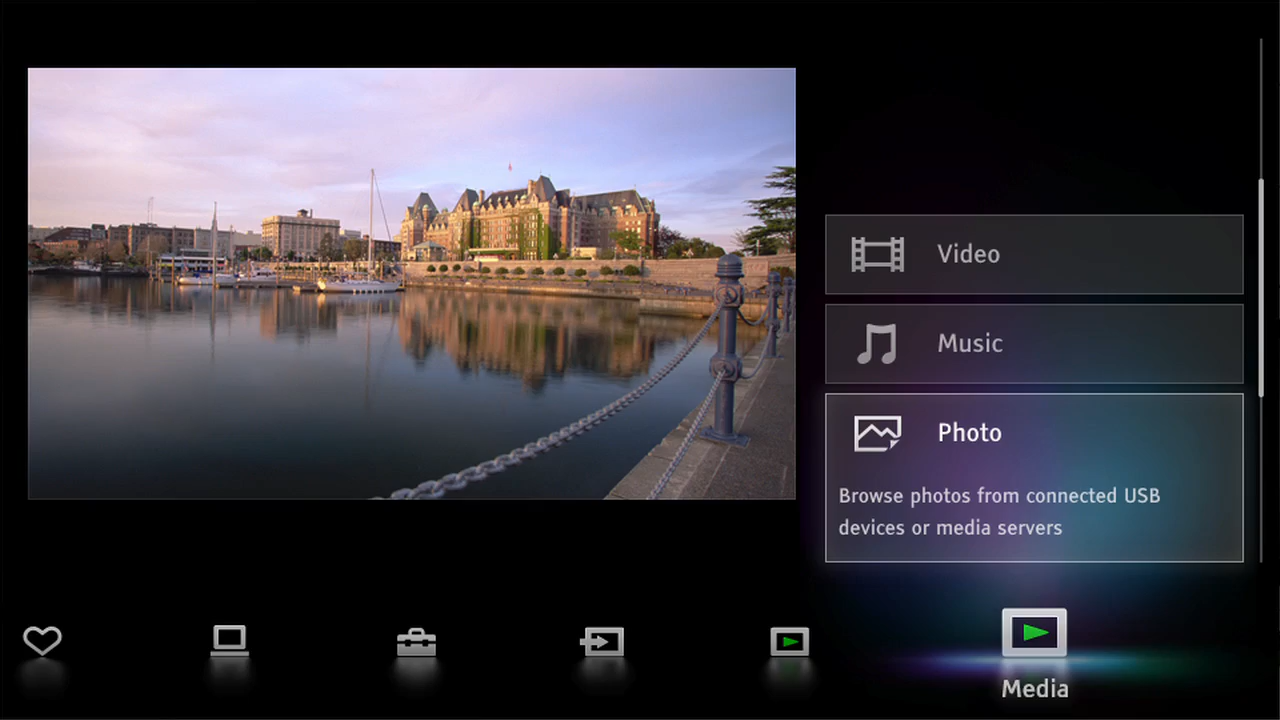 Video
Music
Photo
Browse photos from connected USB
devices or media servers
Media